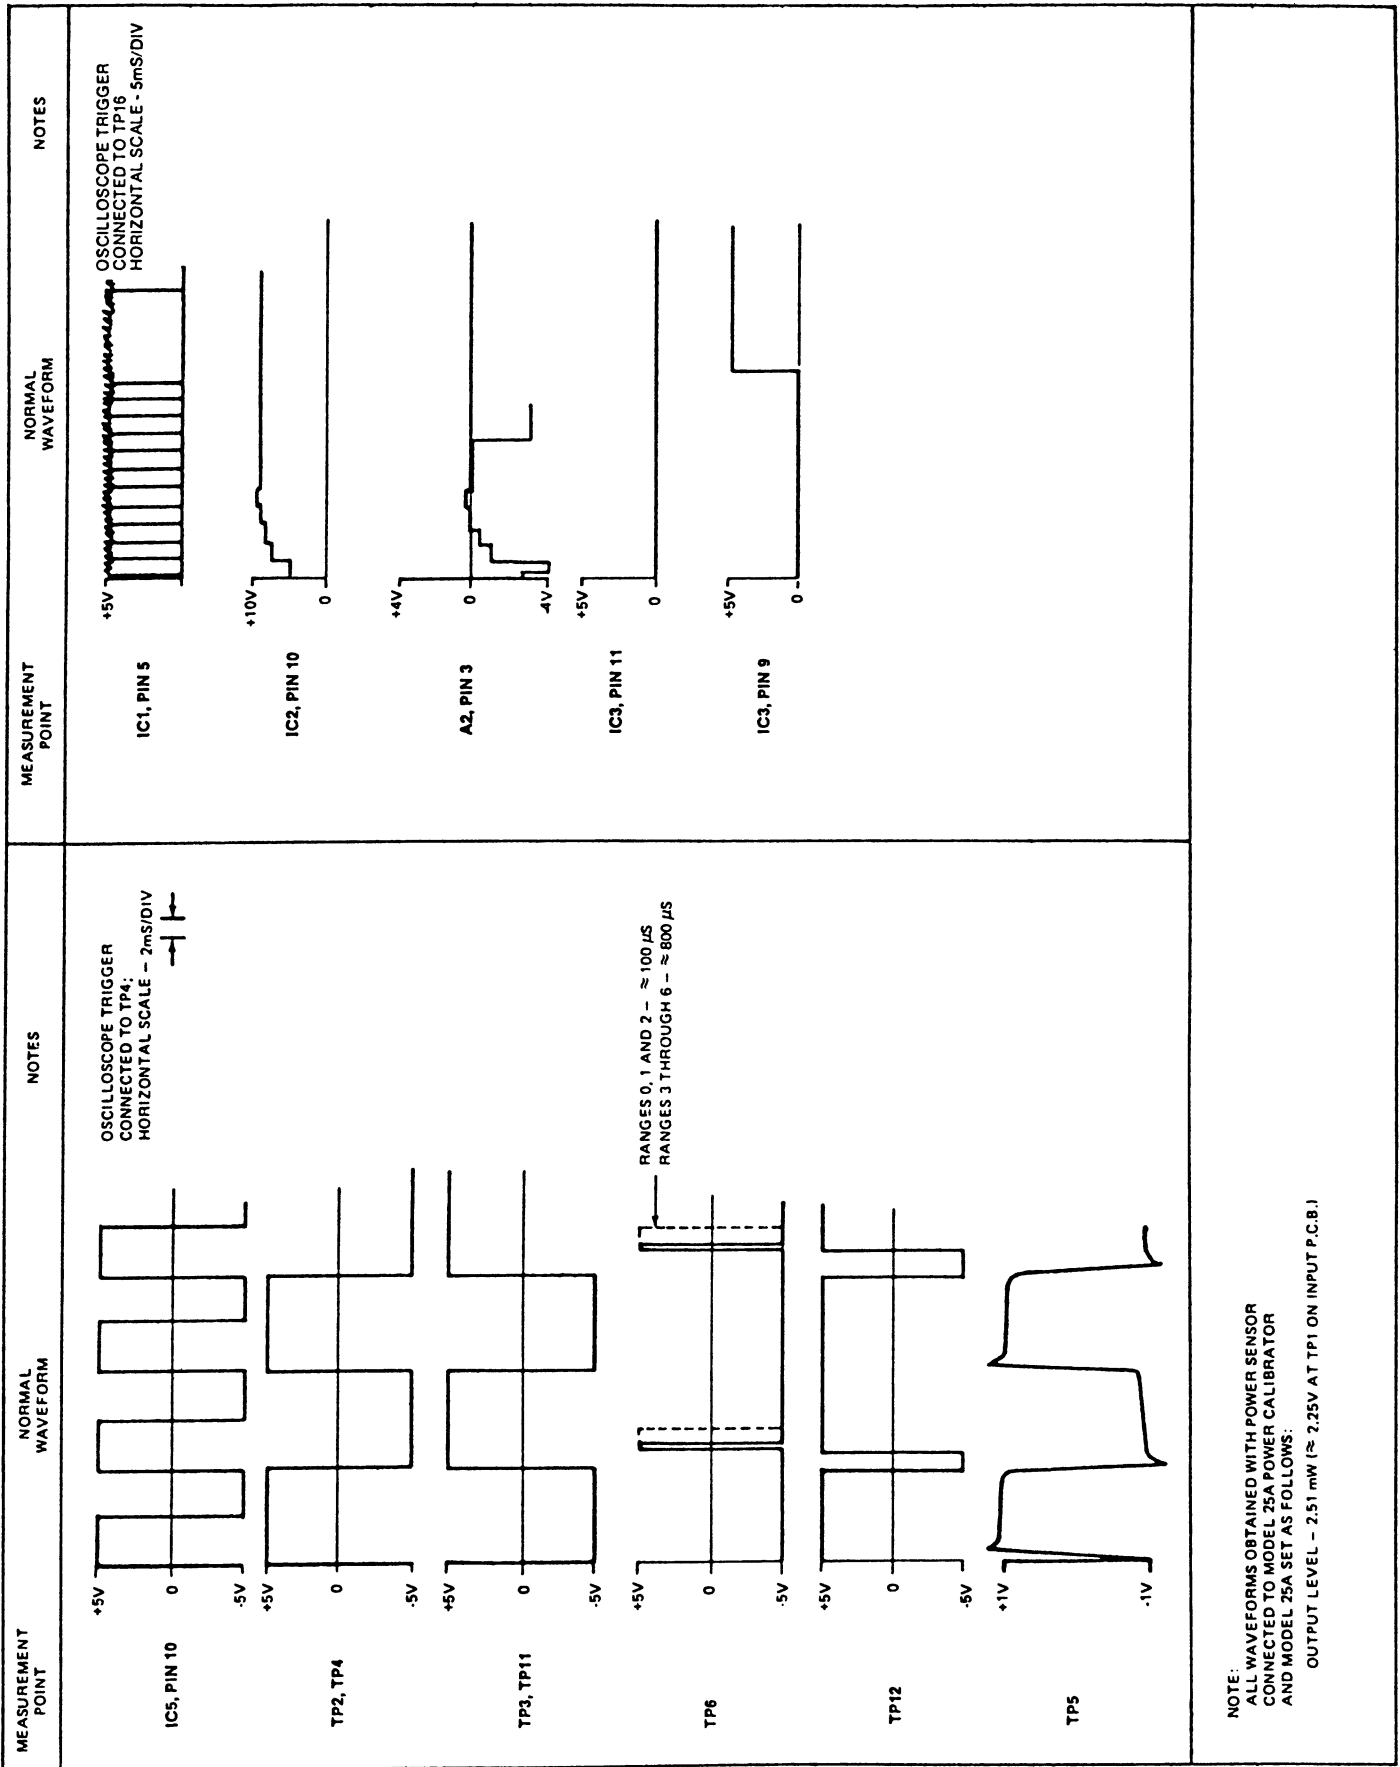 MEASUREMENT
POINT
NORMAL
WAVEFORM
NOTES
IC5, PIN 10
+5V
0
-5V
OSCILLOSCOPE TRIGGER
CONNECTED TO TP4;
HORIZONTAL SCALE – 2mS/DIV
TP2, TP4
+5V
0
-5V
TP3, TP11
+5V
0
-5V
TP6
+5V
0
-5V
RANGES 0, 1 AND 2 – ≈ 100 µS
RANGES 3 THROUGH 6 – ≈ 800 µS
TP12
+5V
0
-5V
TP5
+1V
-1V
MEASUREMENT
POINT
NORMAL
WAVEFORM
NOTES
IC1, PIN 5
+5V
OSCILLOSCOPE TRIGGER
CONNECTED TO TP16
HORIZONTAL SCALE - 5mS/DIV
IC2, PIN 10
+10V
0
A2, PIN 3
+4V
0
-4V
IC3, PIN 11
+5V
0
IC3, PIN 9
+5V
0
NOTE:
ALL WAVEFORMS OBTAINED WITH POWER SENSOR
CONNECTED TO MODEL 25A POWER CALIBRATOR
AND MODEL 25A SET AS FOLLOWS:
OUTPUT LEVEL – 2.51 mW (≈ 2.25V AT TP1 ON INPUT P.C.B.)